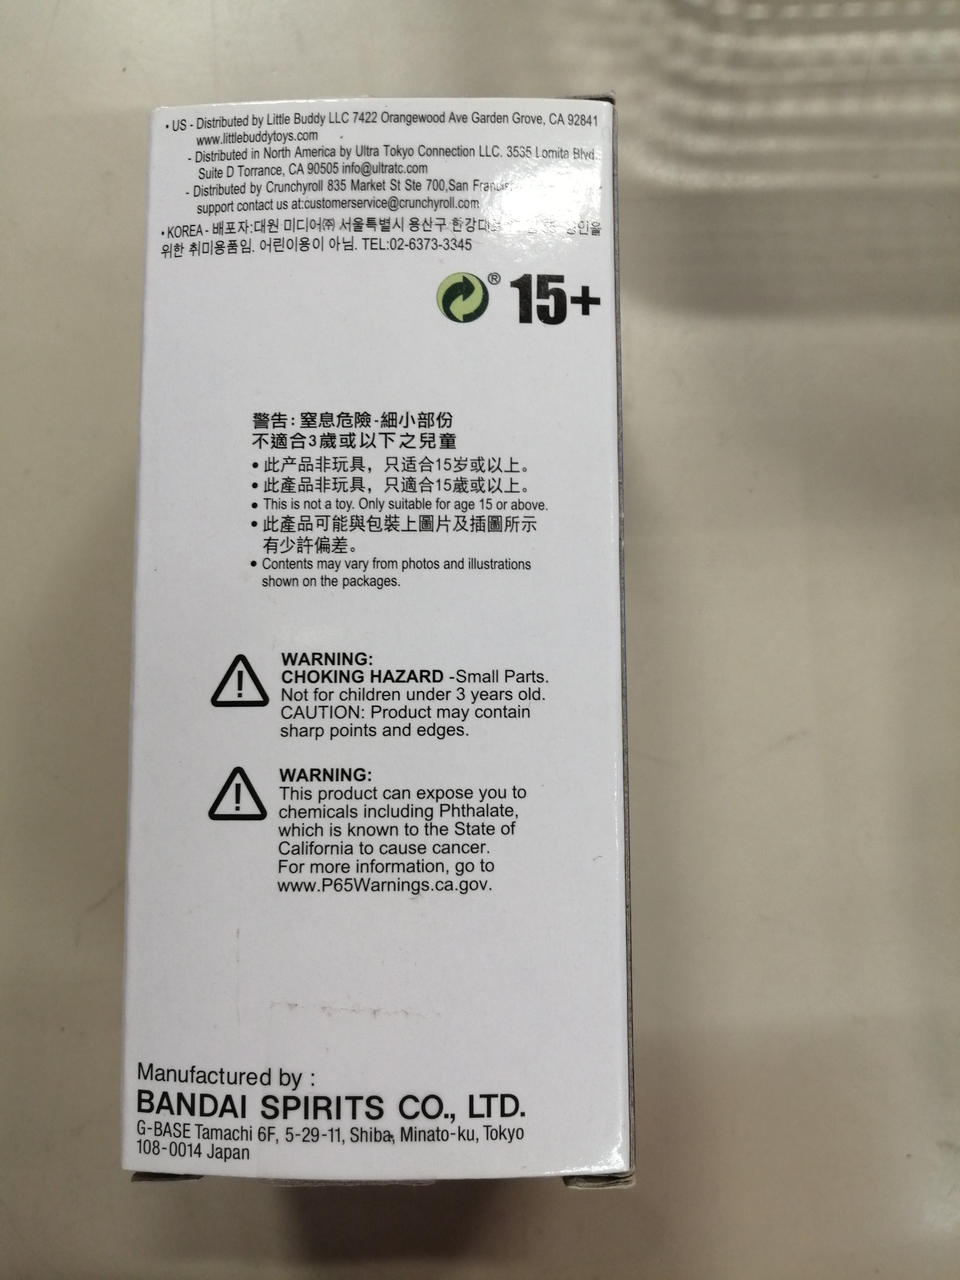 • US - Distributed by Little Buddy LLC 7422 Orangewood Ave Garden Grove, CA 92841
www.littlebuddytoys.com
- Distributed in North America by Ultra Tokyo Connection LLC. 3535 Lomita Blvd.
Suite D Torrance, CA 90505 info@ultratc.com
- Distributed by Crunchyroll 835 Market St Ste 700,San
support contact us at:customerservice@crunchyroll.com
• KOREA - 배포자:대원 미디어㈜ 서울특별시 용산구
위한 취미용품임. 어린이용이 아님. TEL:02-6373-3345
® 15+
警告: 窒息危險-細小部份
不適合3歲或以下之兒童
• 此产品非玩具，只适合15岁或以上。
• 此產品非玩具，只適合15歲或以上。
• This is not a toy. Only suitable for age 15 or above.
• 此產品可能與包裝上圖片及插圖所示
有少許偏差。
• Contents may vary from photos and illustrations
shown on the packages.
WARNING:
CHOKING HAZARD -Small Parts.
Not for children under 3 years old.
CAUTION: Product may contain
sharp points and edges.
WARNING:
This product can expose you to
chemicals including Phthalate,
which is known to the State of
California to cause cancer.
For more information, go to
www.P65Warnings.ca.gov.
Manufactured by :
BANDAI SPIRITS CO., LTD.
G-BASE Tamachi 6F, 5-29-11, Shiba, Minato-ku, Tokyo
108-0014 Japan